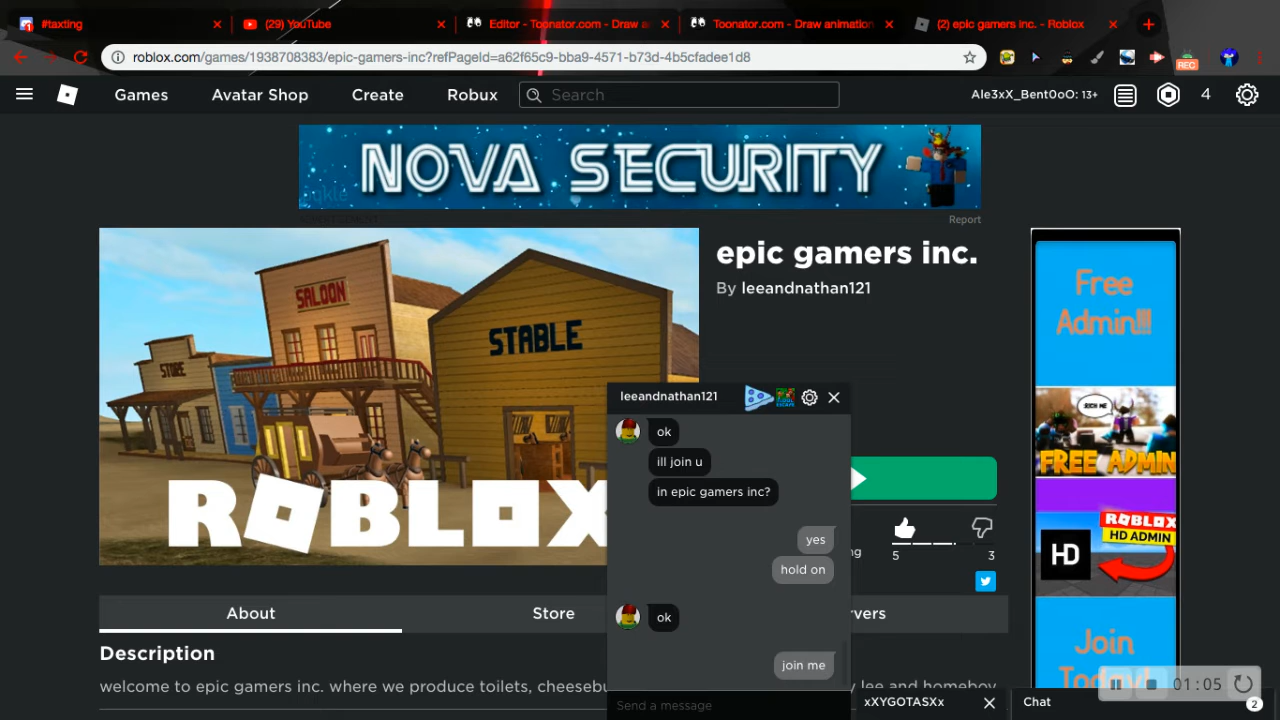 #taxting
(29) YouTube
Editor - Toonator.com - Draw a
Toonator.com - Draw animation
(2) epic gamers inc. - Roblox
roblox.com/games/1938708383/epic-gamers-inc?refPageId=a62f65c9-bba9-4571-b73d-4b5cfadee1d8
REC
Games
Avatar Shop
Create
Robux
Search
Ale3xX_Bent0oO: 13+
4
NOVA SECURITY
ADVERTISEMENT
Report
SALOON
STABLE
STORE
ROBLOX
epic gamers inc.
By leeandnathan121
leeandnathan121
ok
ill join u
in epic gamers inc?
yes
hold on
ok
join me
Send a message
5
3
About
Store
rvers
Description
welcome to epic gamers inc. where we produce toilets, cheesebu
y lee and homeboy
Free
Admin!!!
FREE ADMIN
ROBLOX
HD ADMIN
HD
Join
Today!
01:05
xXYGOTASXx
Chat
2